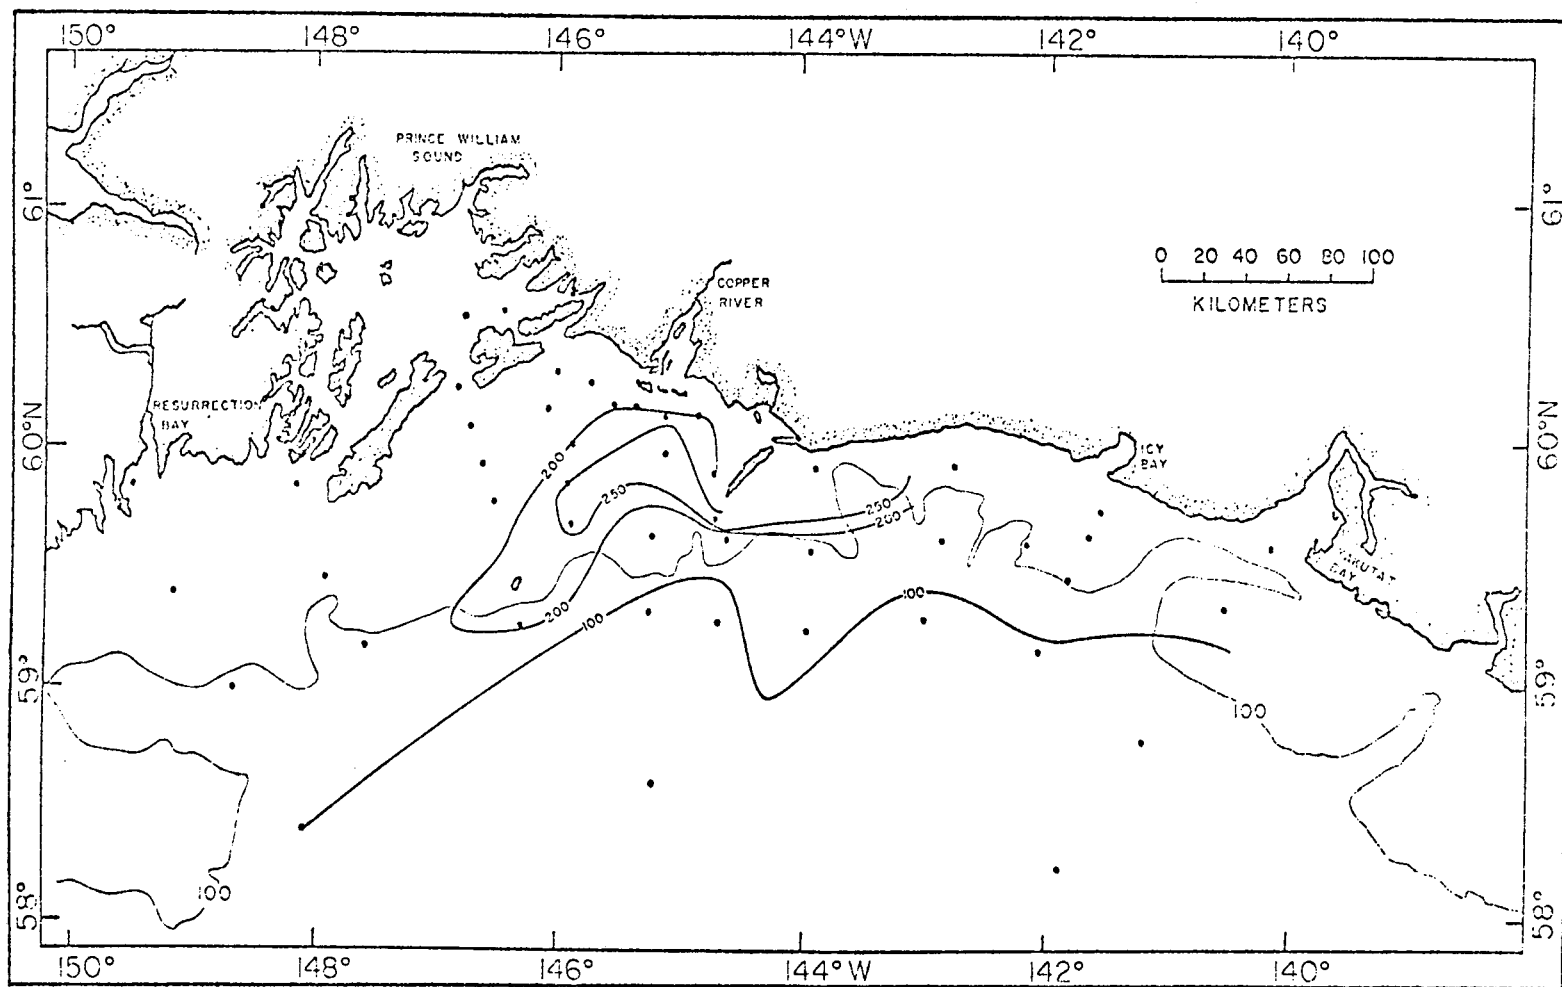 150° 148° 146° 144°W 142° 140°
PRINCE WILLIAM
SOUND
61° 61°
0 20 40 60 80 100
KILOMETERS
COPPER
RIVER
RESURRECTION
BAY
60°N 60°N
ICY
BAY
200
250
250
200
YAKUTAT
BAY
200
100
100
59° 59°
100
100
58° 58°
150° 148° 146° 144°W 142° 140°